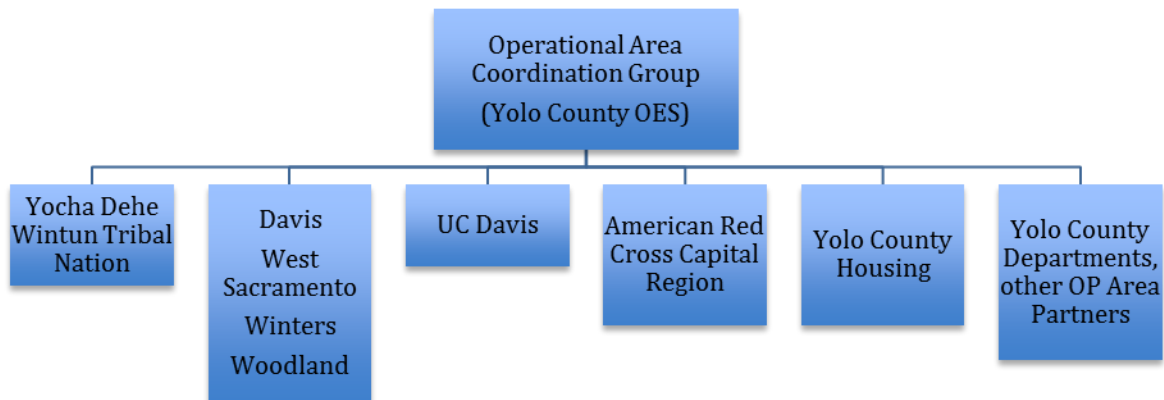 Operational Area
Coordination Group
(Yolo County OES)
Yocha Dehe
Wintun Tribal
Nation
Davis
West
Sacramento
Winters
Woodland
UC Davis
American Red
Cross Capital
Region
Yolo County
Housing
Yolo County
Departments,
other OP Area
Partners